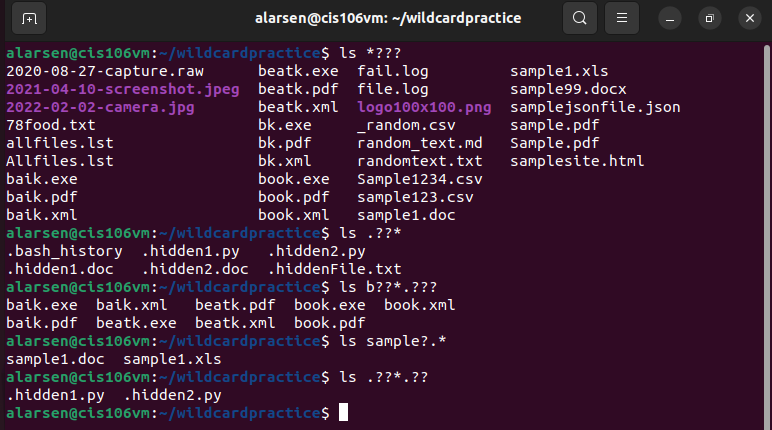 alarsen@cis106vm: ~/wildcardpractice
alarsen@cis106vm:~/wildcardpractice$ ls *???
2020-08-27-capture.raw beatk.exe fail.log sample1.xls
2021-04-10-screenshot.jpeg beatk.pdf file.log sample99.docx
2022-02-02-camera.jpg beatk.xml logo100x100.png samplejsonfile.json
78food.txt bk.exe _random.csv sample.pdf
allfiles.lst bk.pdf random_text.md Sample.pdf
Allfiles.lst bk.xml randomtext.txt samplesite.html
baik.exe book.exe Sample1234.csv
baik.pdf book.pdf sample123.csv
baik.xml book.xml sample1.doc
alarsen@cis106vm:~/wildcardpractice$ ls .??*
.bash_history .hidden1.py .hidden2.py
.hidden1.doc .hidden2.doc .hiddenFile.txt
alarsen@cis106vm:~/wildcardpractice$ ls b??*.???
baik.exe baik.xml beatk.pdf book.exe book.xml
baik.pdf beatk.exe beatk.xml book.pdf
alarsen@cis106vm:~/wildcardpractice$ ls sample?.*
sample1.doc sample1.xls
alarsen@cis106vm:~/wildcardpractice$ ls .??*.??
.hidden1.py .hidden2.py
alarsen@cis106vm:~/wildcardpractice$